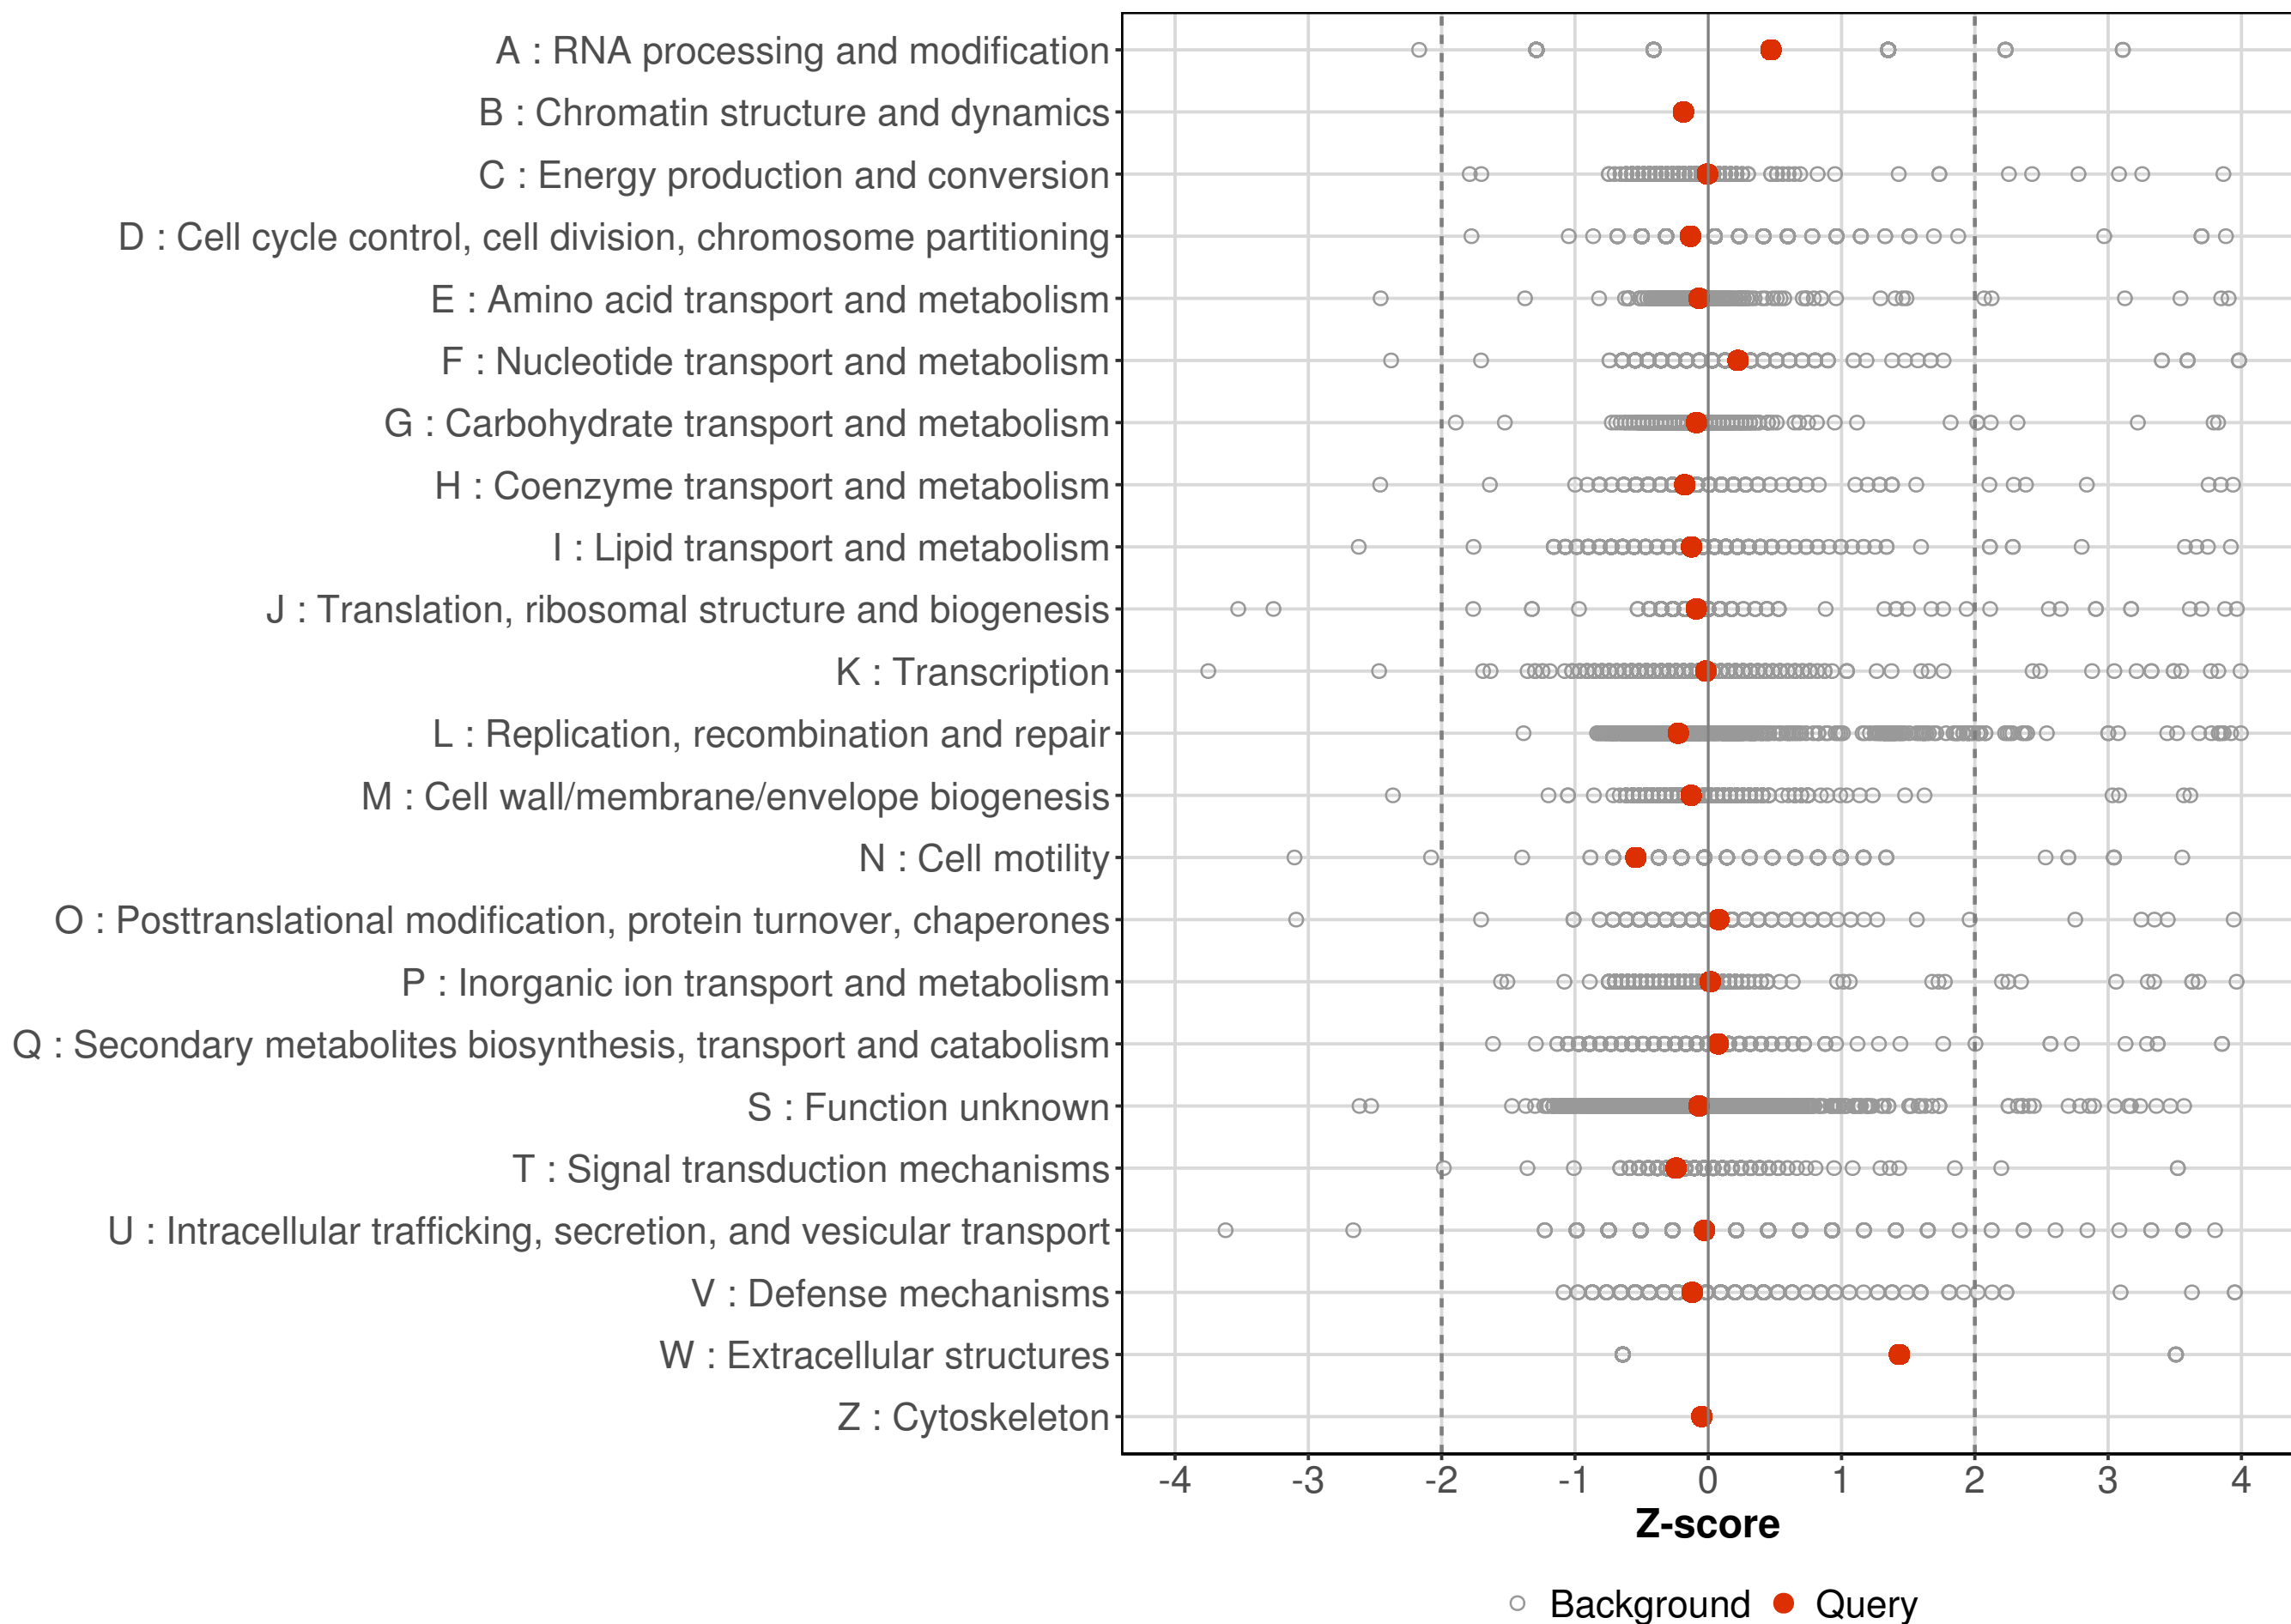 A : RNA processing and modification
B : Chromatin structure and dynamics
C : Energy production and conversion
D : Cell cycle control, cell division, chromosome partitioning
E : Amino acid transport and metabolism
F : Nucleotide transport and metabolism
G : Carbohydrate transport and metabolism
H : Coenzyme transport and metabolism
I : Lipid transport and metabolism
J : Translation, ribosomal structure and biogenesis
K : Transcription
L : Replication, recombination and repair
M : Cell wall/membrane/envelope biogenesis
N : Cell motility
O : Posttranslational modification, protein turnover, chaperones
P : Inorganic ion transport and metabolism
Q : Secondary metabolites biosynthesis, transport and catabolism
S : Function unknown
T : Signal transduction mechanisms
U : Intracellular trafficking, secretion, and vesicular transport
V : Defense mechanisms
W : Extracellular structures
Z : Cytoskeleton
-4 -3 -2 -1 0 1 2 3 4
Z-score
Background Query